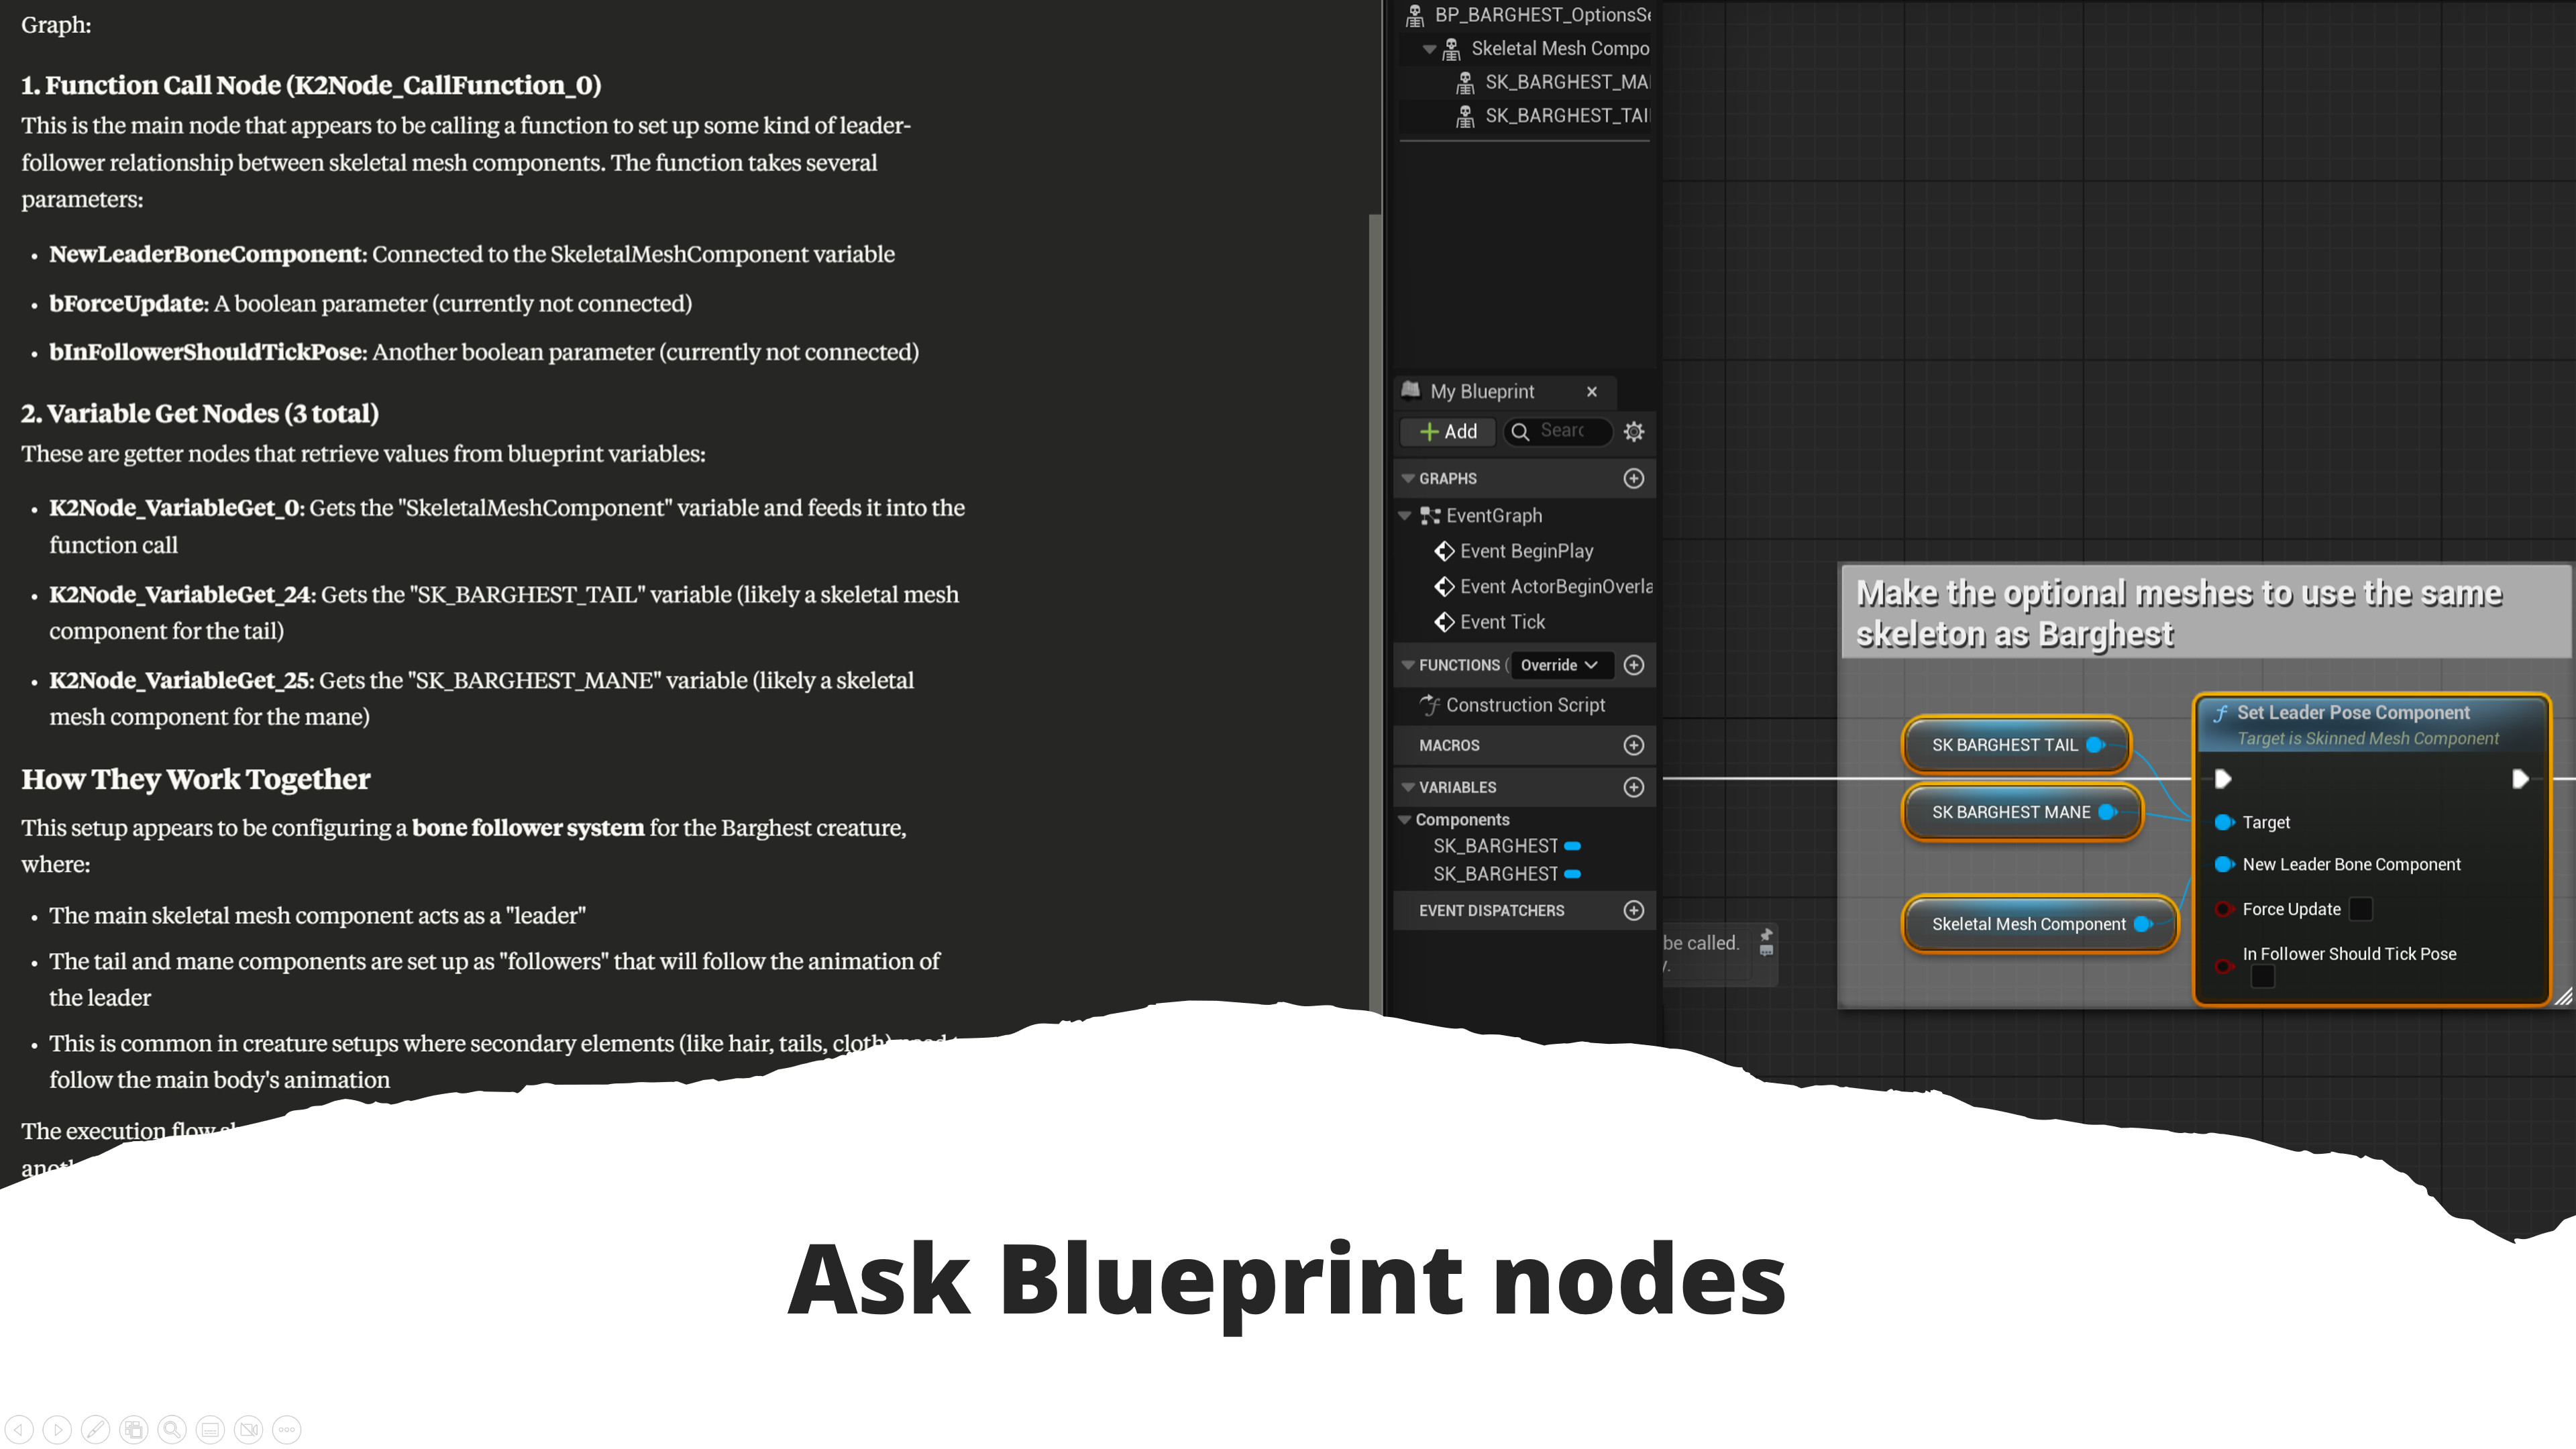 Graph:
1. Function Call Node (K2Node_CallFunction_0)
This is the main node that appears to be calling a function to set up some kind of leader-
follower relationship between skeletal mesh components. The function takes several
parameters:
• NewLeaderBoneComponent: Connected to the SkeletalMeshComponent variable
• bForceUpdate: A boolean parameter (currently not connected)
• bInFollowerShouldTickPose: Another boolean parameter (currently not connected)
2. Variable Get Nodes (3 total)
These are getter nodes that retrieve values from blueprint variables:
• K2Node_VariableGet_0: Gets the "SkeletalMeshComponent" variable and feeds it into the
function call
• K2Node_VariableGet_24: Gets the "SK_BARGHEST_TAIL" variable (likely a skeletal mesh
component for the tail)
• K2Node_VariableGet_25: Gets the "SK_BARGHEST_MANE" variable (likely a skeletal
mesh component for the mane)
How They Work Together
This setup appears to be configuring a bone follower system for the Barghest creature,
where:
• The main skeletal mesh component acts as a "leader"
• The tail and mane components are set up as "followers" that will follow the animation of
the leader
• This is common in creature setups where secondary elements (like hair, tails, cloth)
follow the main body's animation
The execution flow
BP_BARGHEST_OptionsSe
Skeletal Mesh Compo
SK_BARGHEST_MA
SK_BARGHEST_TAI
My Blueprint ×
+ Add
Searc
GRAPHS
EventGraph
Event BeginPlay
Event ActorBeginOverla
Event Tick
FUNCTIONS ( Override
Construction Script
MACROS
VARIABLES
Components
SK_BARGHEST
SK_BARGHEST
EVENT DISPATCHERS
be called.
Make the optional meshes to use the same
skeleton as Barghest
SK BARGHEST TAIL
SK BARGHEST MANE
Skeletal Mesh Component
f Set Leader Pose Component
Target is Skinned Mesh Component
Target
New Leader Bone Component
Force Update
In Follower Should Tick Pose
Ask Blueprint nodes